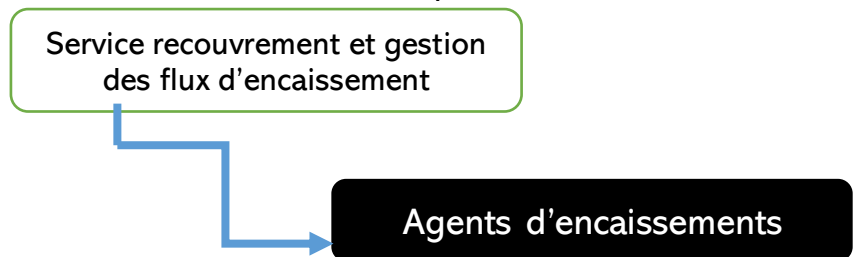 Service recouvrement et gestion
des flux d’encaissement
Agents d’encaissements